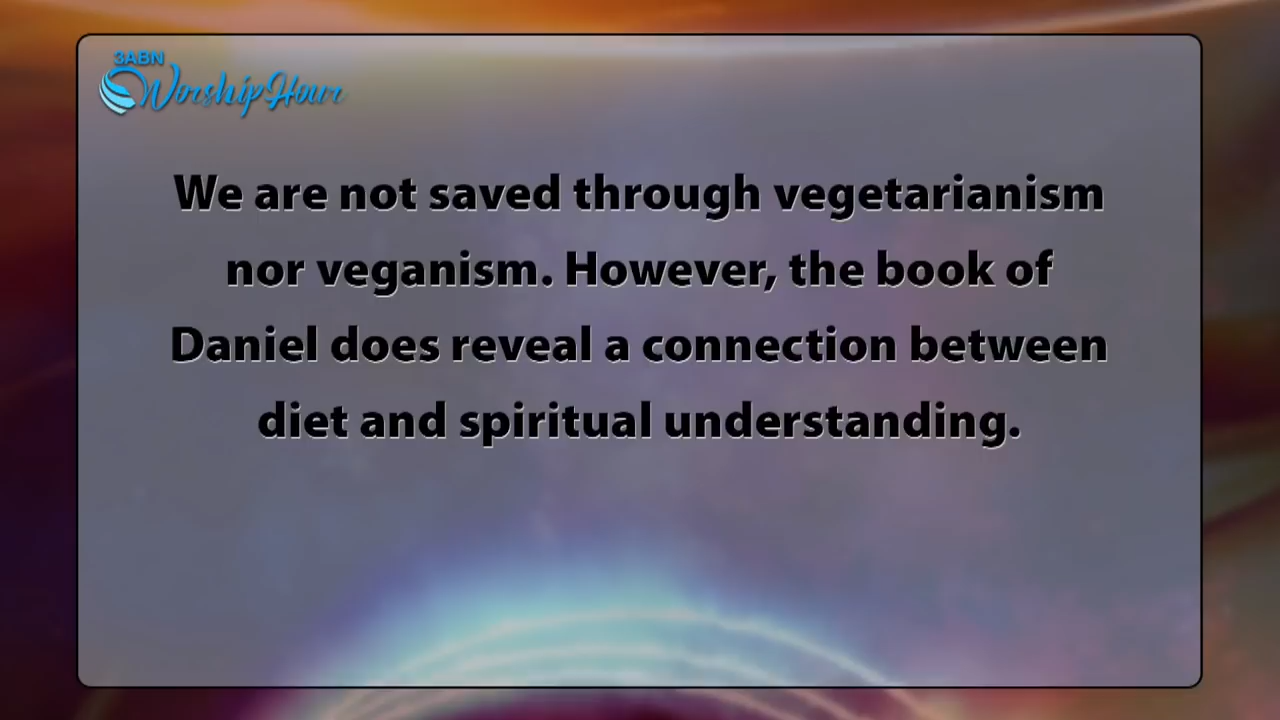 3ABN
Worship Hour
We are not saved through vegetarianism
nor veganism. However, the book of
Daniel does reveal a connection between
diet and spiritual understanding.